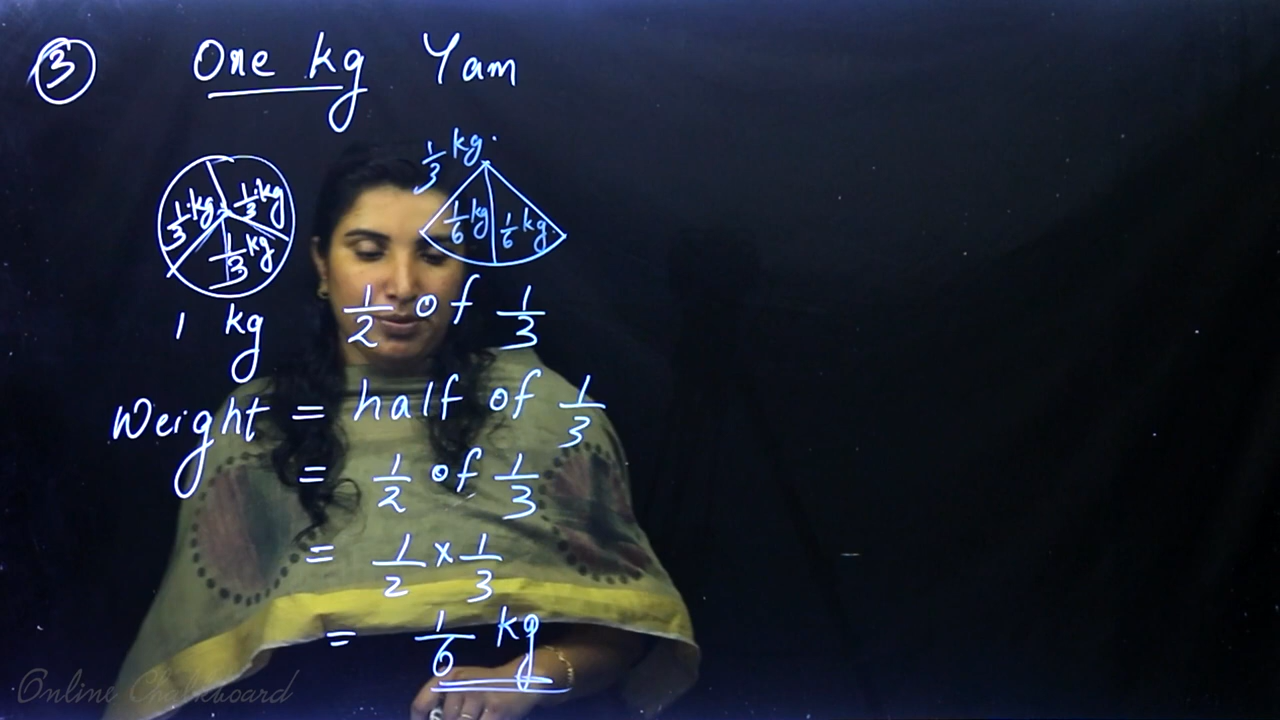 3 One kg Yam
1/3 kg.
1/3 kg 1/3 kg
1/3 kg
1/6 kg 1/6 kg
1 kg
1/2 of 1/3
Weight = half of 1/3
= 1/2 of 1/3
= 1/2 x 1/3
= 1/6 kg
Online Chalkboard